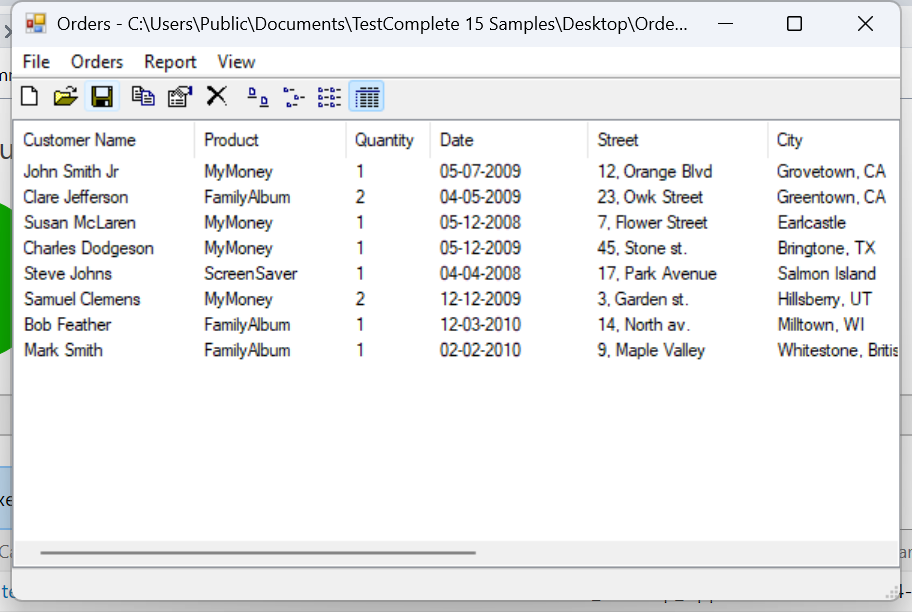 Orders - C:\Users\Public\Documents\TestComplete 15 Samples\Desktop\Orde...
File Orders Report View
Customer Name Product Quantity Date Street City
John Smith Jr MyMoney 1 05-07-2009 12, Orange Blvd Grovetown, CA
Clare Jefferson FamilyAlbum 2 04-05-2009 23, Owk Street Greentown, CA
Susan McLaren MyMoney 1 05-12-2008 7, Flower Street Earlcastle
Charles Dodgeson MyMoney 1 05-12-2009 45, Stone st. Bringtone, TX
Steve Johns ScreenSaver 1 04-04-2008 17, Park Avenue Salmon Island
Samuel Clemens MyMoney 2 12-12-2009 3, Garden st. Hillsberry, UT
Bob Feather FamilyAlbum 1 12-03-2010 14, North av. Milltown, WI
Mark Smith FamilyAlbum 1 02-02-2010 9, Maple Valley Whitestone, Britis